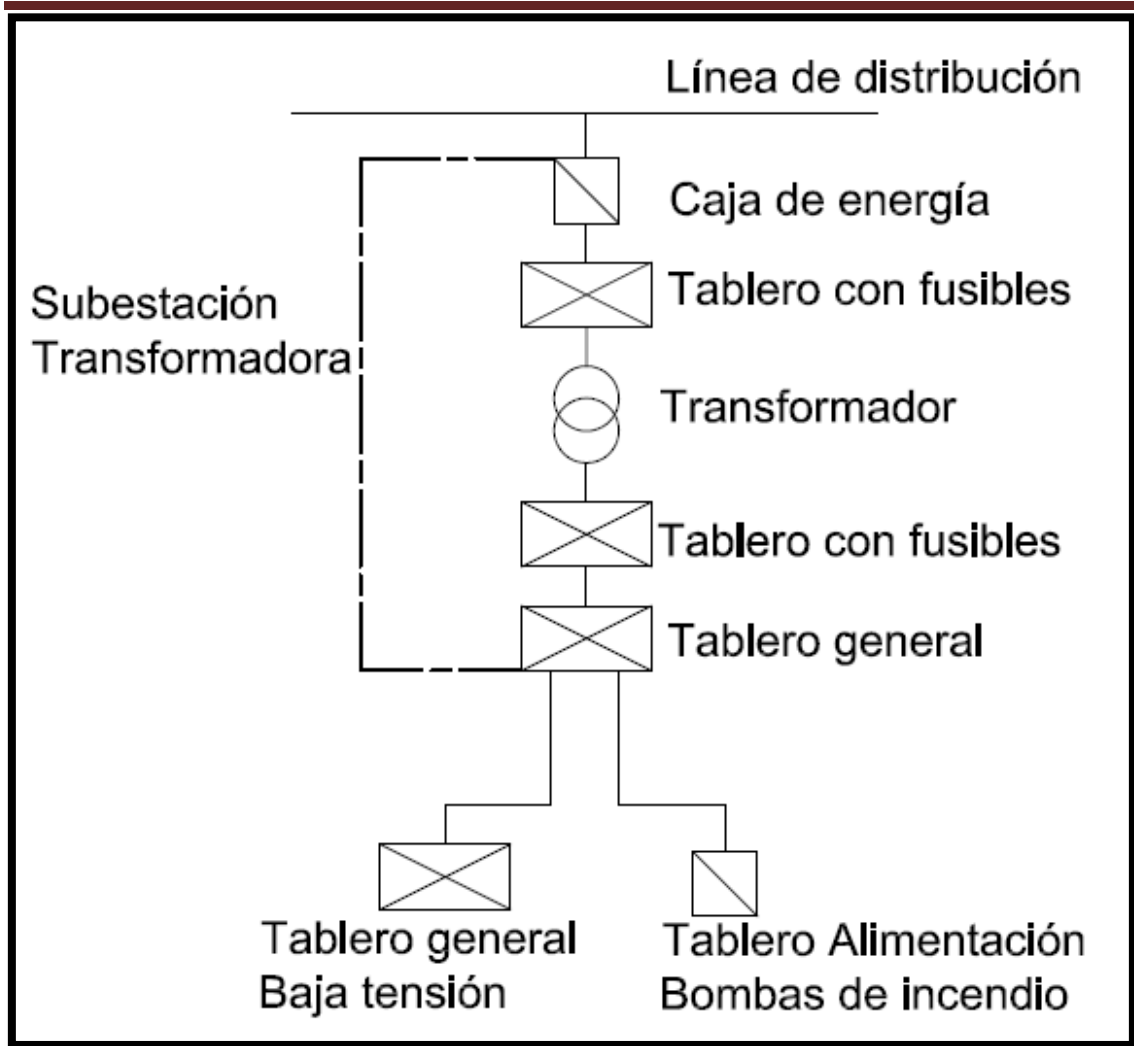 Línea de distribución
Caja de energía
Tablero con fusibles
Subestación
Transformadora
Transformador
Tablero con fusibles
Tablero general
Tablero general
Baja tensión
Tablero Alimentación
Bombas de incendio